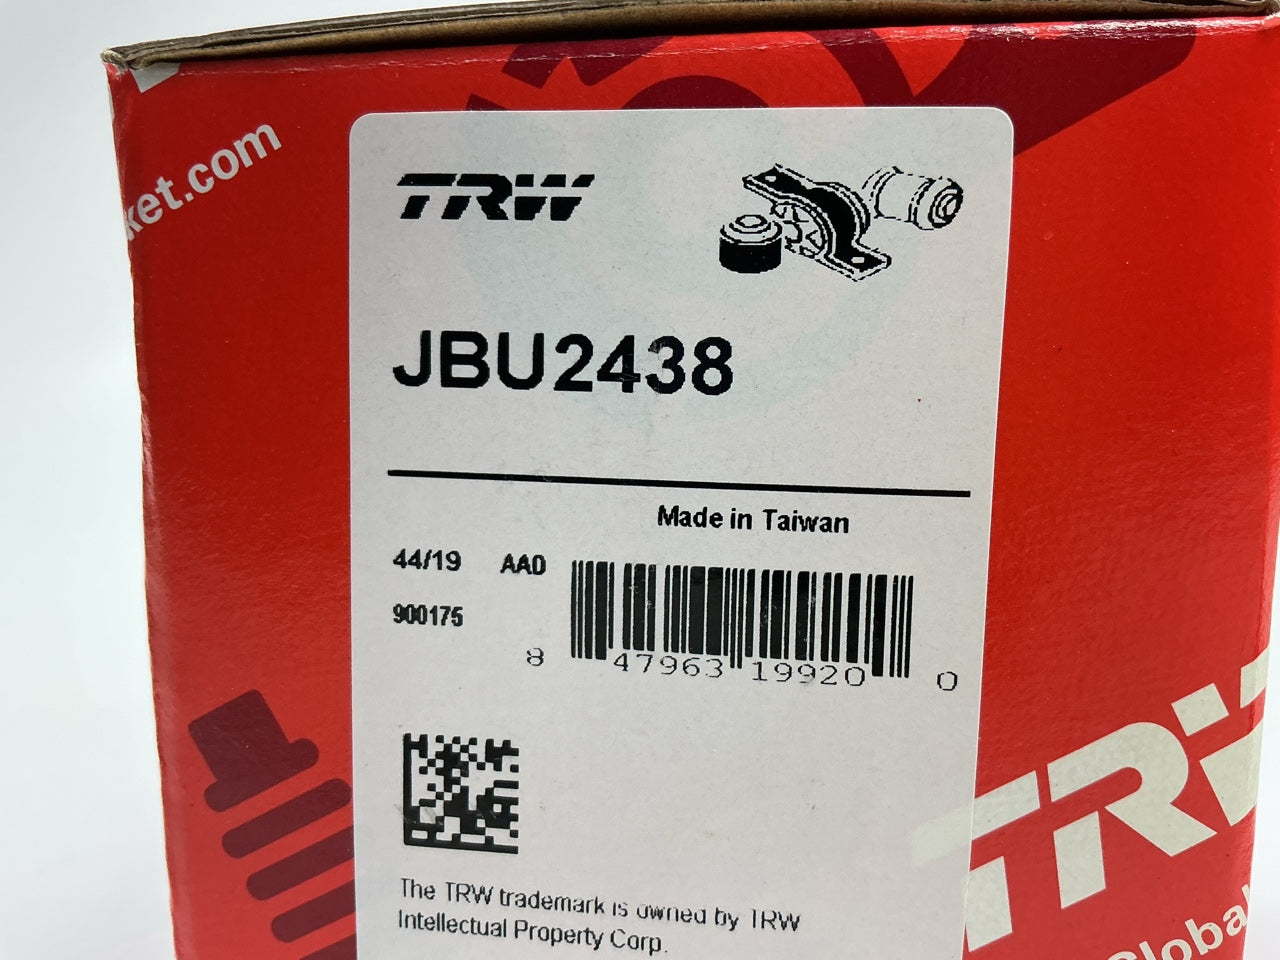 ket.com
TRW
JBU2438
Made in Taiwan
44/19 AA0
900175
8 47963 19920 0
The TRW trademark is owned by TRW
Intellectual Property Corp.
TRW
Global